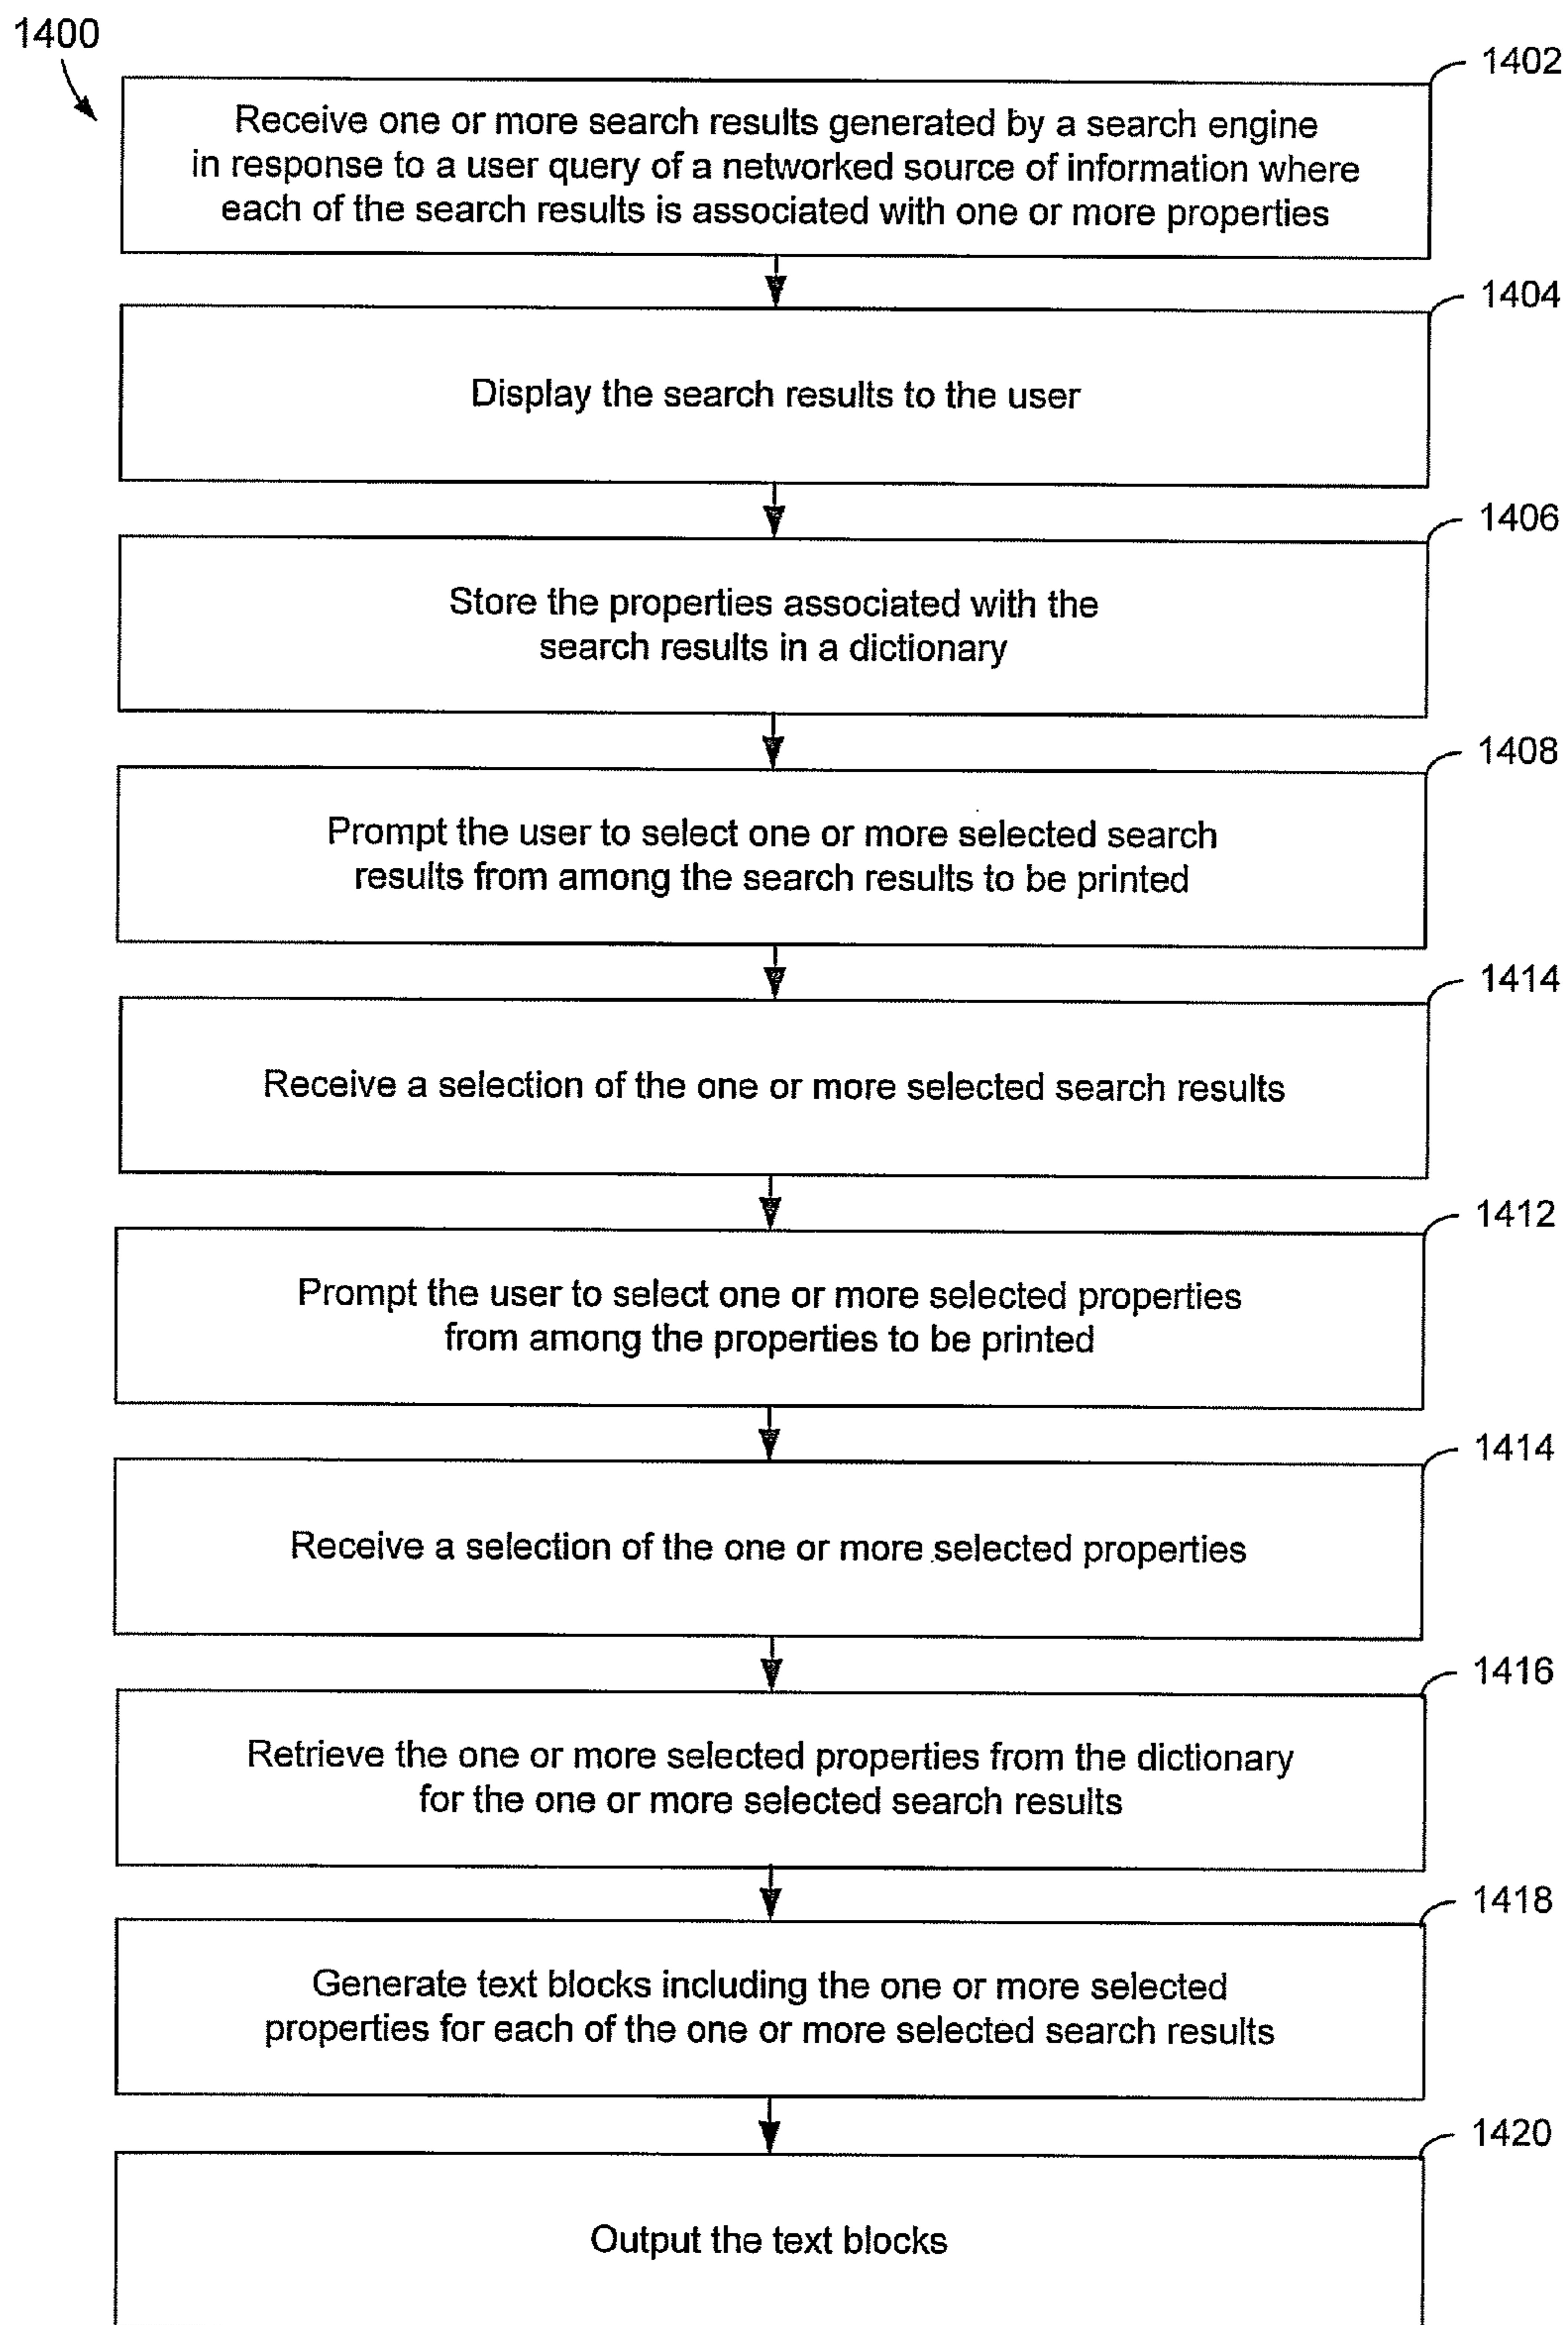 1400
1402
Receive one or more search results generated by a search engine
in response to a user query of a networked source of information where
each of the search results is associated with one or more properties
1404
Display the search results to the user
1406
Store the properties associated with the
search results in a dictionary
1408
Prompt the user to select one or more selected search
results from among the search results to be printed
1414
Receive a selection of the one or more selected search results
1412
Prompt the user to select one or more selected properties
from among the properties to be printed
1414
Receive a selection of the one or more selected properties
1416
Retrieve the one or more selected properties from the dictionary
for the one or more selected search results
1418
Generate text blocks including the one or more selected
properties for each of the one or more selected search results
1420
Output the text blocks